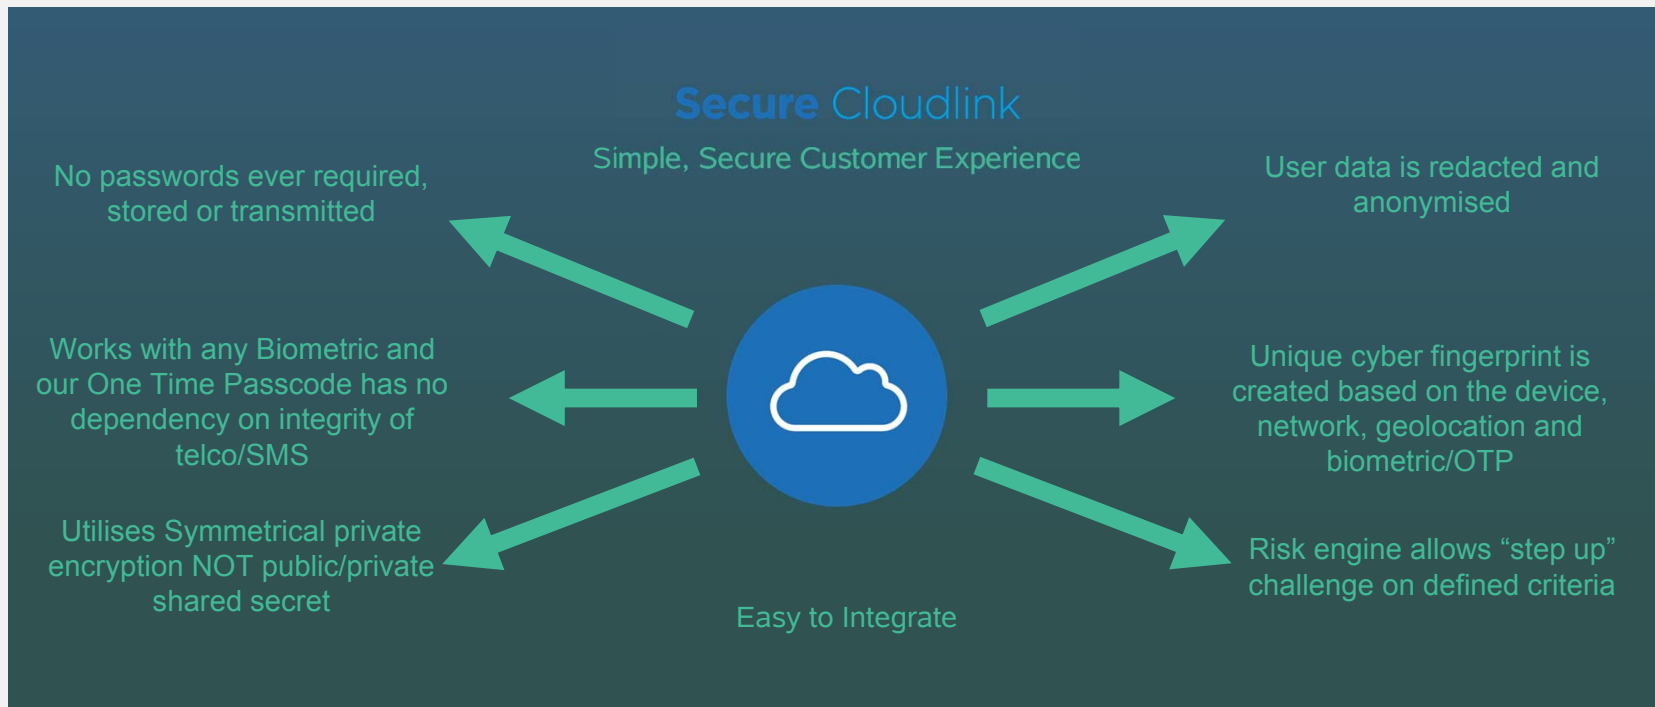 Secure Cloudlink
Simple, Secure Customer Experience
No passwords ever required,
stored or transmitted
Works with any Biometric and
our One Time Passcode has no
dependency on integrity of
telco/SMS
Utilises Symmetrical private
encryption NOT public/private
shared secret
User data is redacted and
anonymised
Unique cyber fingerprint is
created based on the device,
network, geolocation and
biometric/OTP
Risk engine allows “step up”
challenge on defined criteria
Easy to Integrate